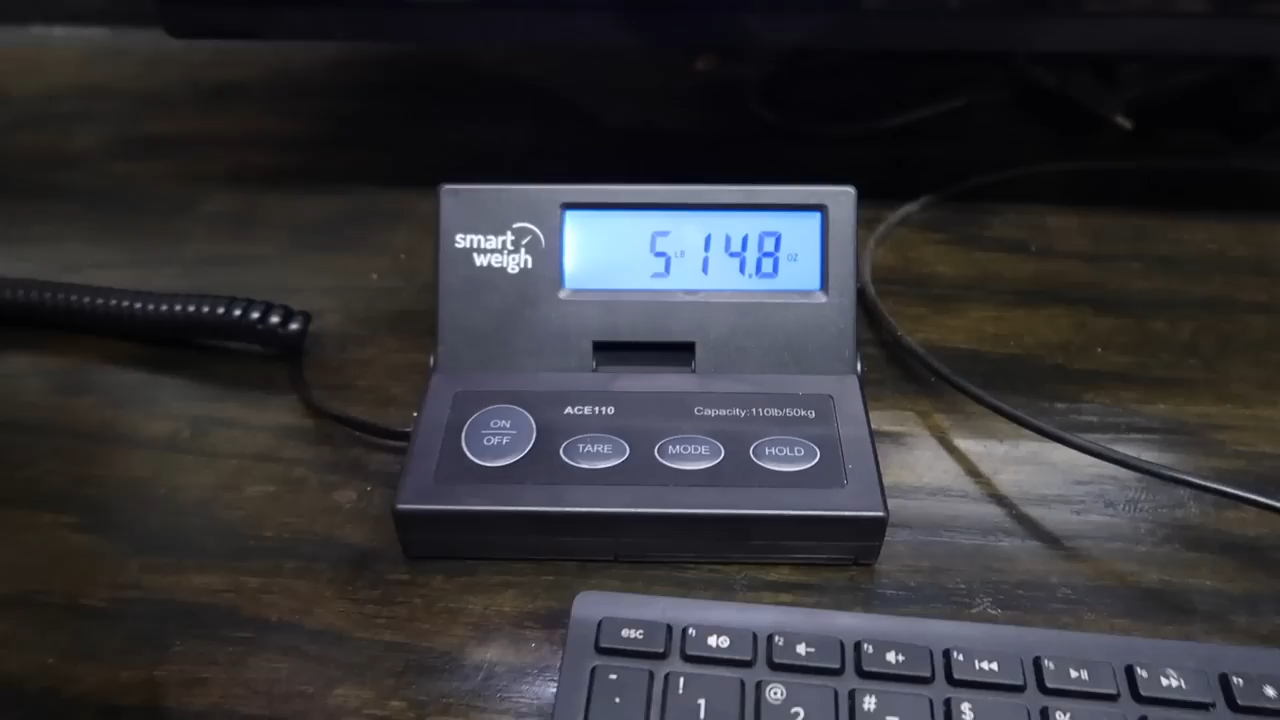 smart
weigh
5 LB 14.8 OZ
ACE110 Capacity:110lb/50kg
ON
OFF
TARE MODE HOLD
esc f1 f2 f3 f4 f5 f6 f7
! @ # $ %
1 2